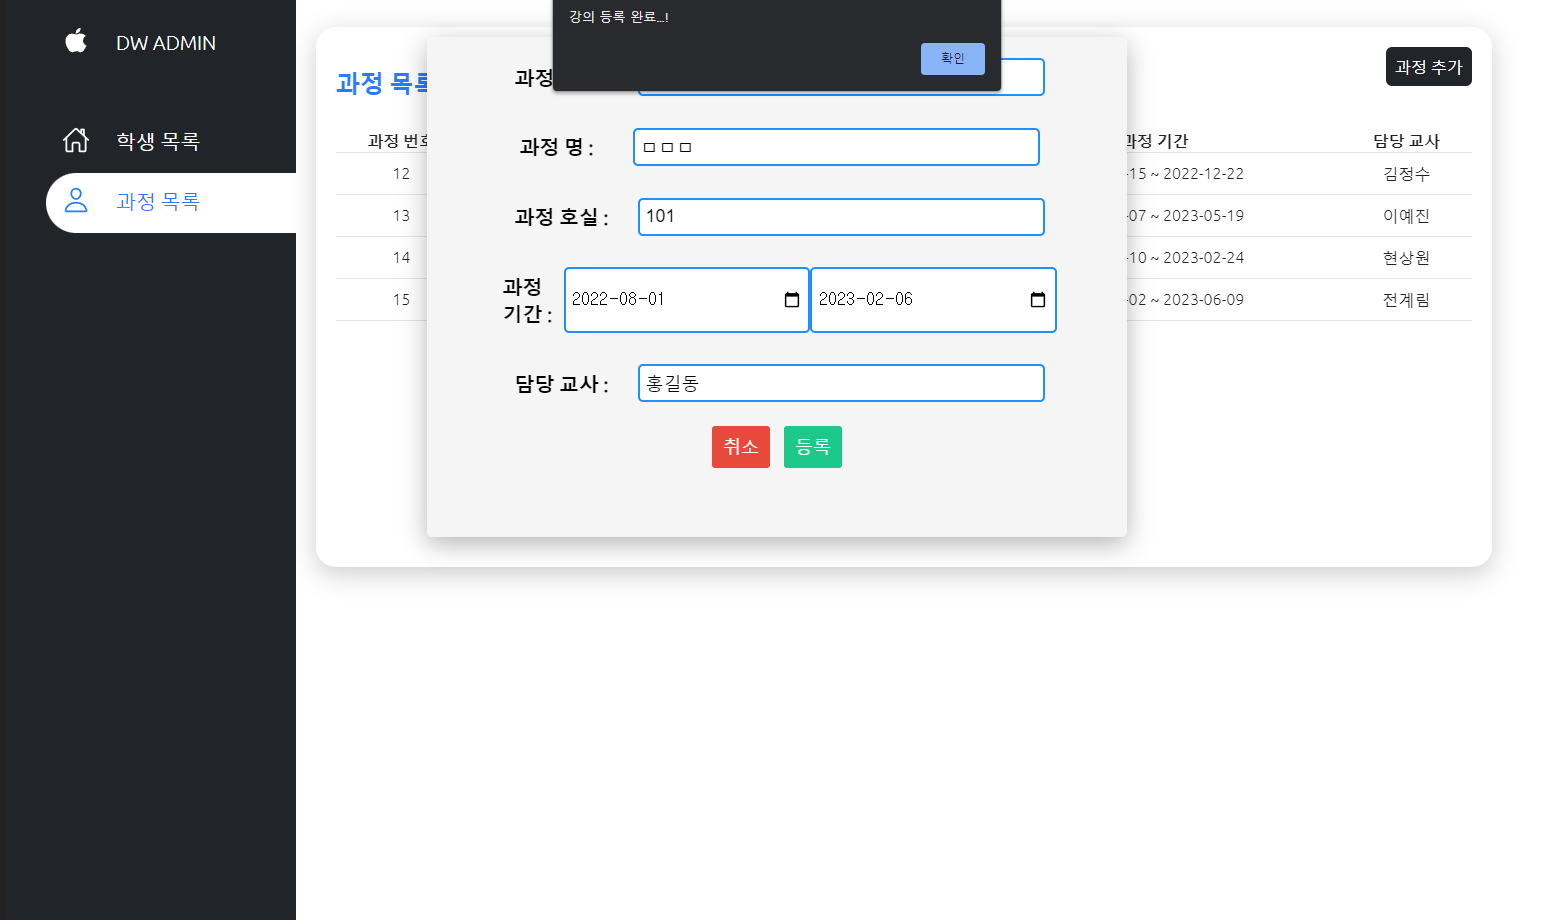 DW ADMIN
학생 목록
과정 목록
강의 등록 완료...!
확인
과정 목록
과정 추가
과정
과정 명 :
ㅁㅁㅁ
과정 호실 :
101
과정
기간 :
2022-08-01
2023-02-06
담당 교사 :
홍길동
취소
등록
과정 번호
과정 기간
담당 교사
12
-15 ~ 2022-12-22
김정수
13
-07 ~ 2023-05-19
이예진
14
-10 ~ 2023-02-24
현상원
15
-02 ~ 2023-06-09
전계림